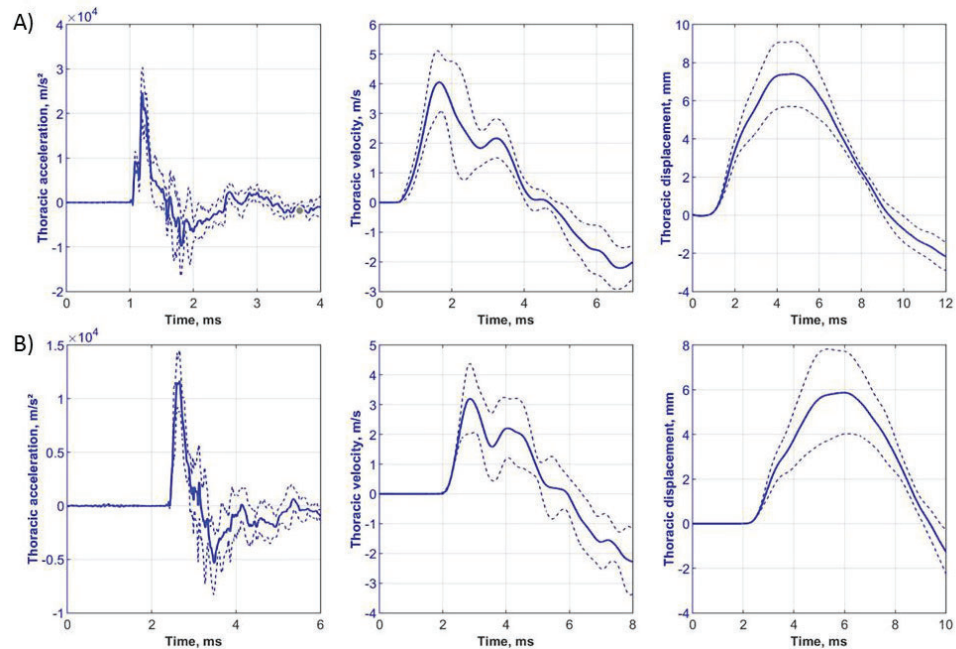 A)
×10⁴
4
3
2
1
0
-1
-2
Thoracic acceleration, m/s²
0 1 2 3 4
Time, ms
6
5
4
3
2
1
0
-1
-2
-3
Thoracic velocity, m/s
0 2 4 6
Time, ms
10
8
6
4
2
0
-2
-4
Thoracic displacement, mm
0 2 4 6 8 10 12
Time, ms
B)
×10⁴
1.5
1
0.5
0
-0.5
-1
Thoracic acceleration, m/s²
0 2 4 6
Time, ms
5
4
3
2
1
0
-1
-2
-3
-4
Thoracic velocity, m/s
0 2 4 6 8
Time, ms
8
6
4
2
0
-2
-4
Thoracic displacement, mm
0 2 4 6 8 10
Time, ms